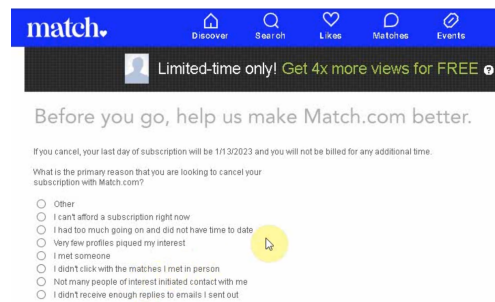 match.
Discover Search Likes Matches Events
Limited-time only! Get 4x more views for FREE ?
Before you go, help us make Match.com better.
If you cancel, your last day of subscription will be 1/13/2023 and you will not be billed for any additional time.
What is the primary reason that you are looking to cancel your
subscription with Match.com?
Other
I can't afford a subscription right now
I had too much going on and did not have time to date
Very few profiles piqued my interest
I met someone
I didn't click with the matches I met in person
Not many people of interest initiated contact with me
I didn't receive enough replies to emails I sent out